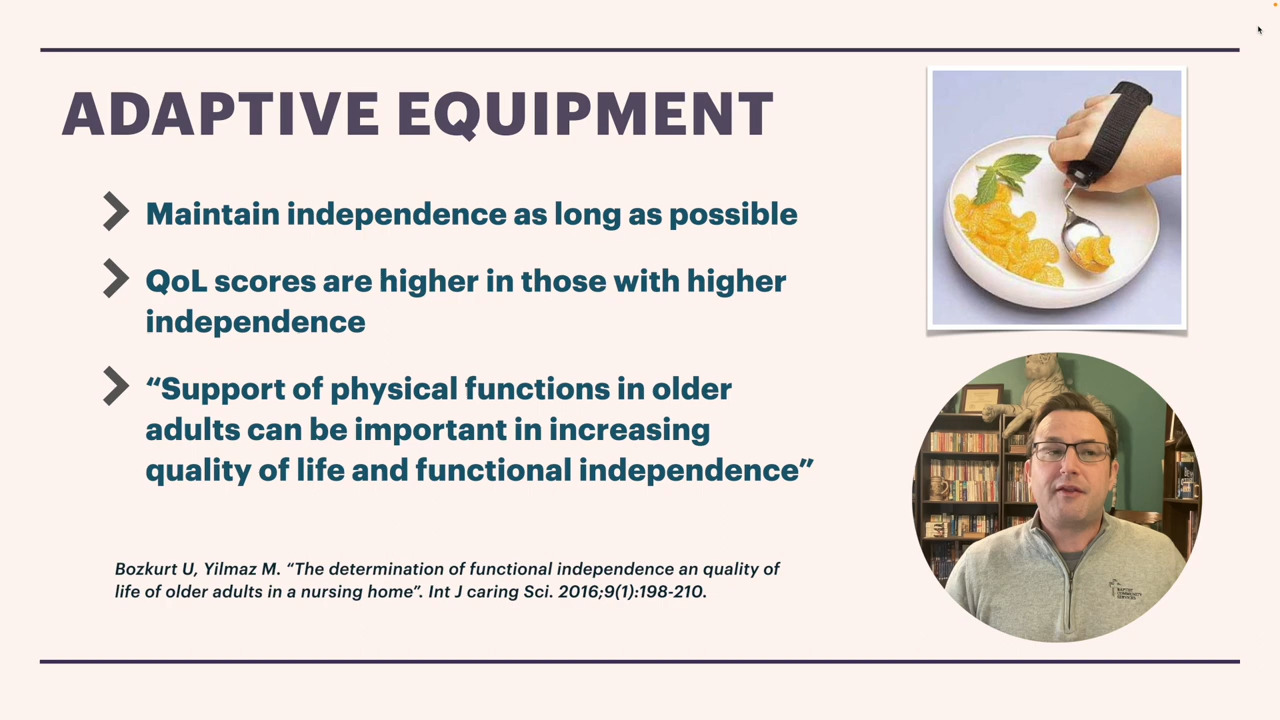 ADAPTIVE EQUIPMENT
Maintain independence as long as possible
QoL scores are higher in those with higher
independence
“Support of physical functions in older
adults can be important in increasing
quality of life and functional independence”
Bozkurt U, Yilmaz M. “The determination of functional independence an quality of
life of older adults in a nursing home”. Int J caring Sci. 2016;9(1):198-210.
BAPTIST
COMMUNITY
SERVICES